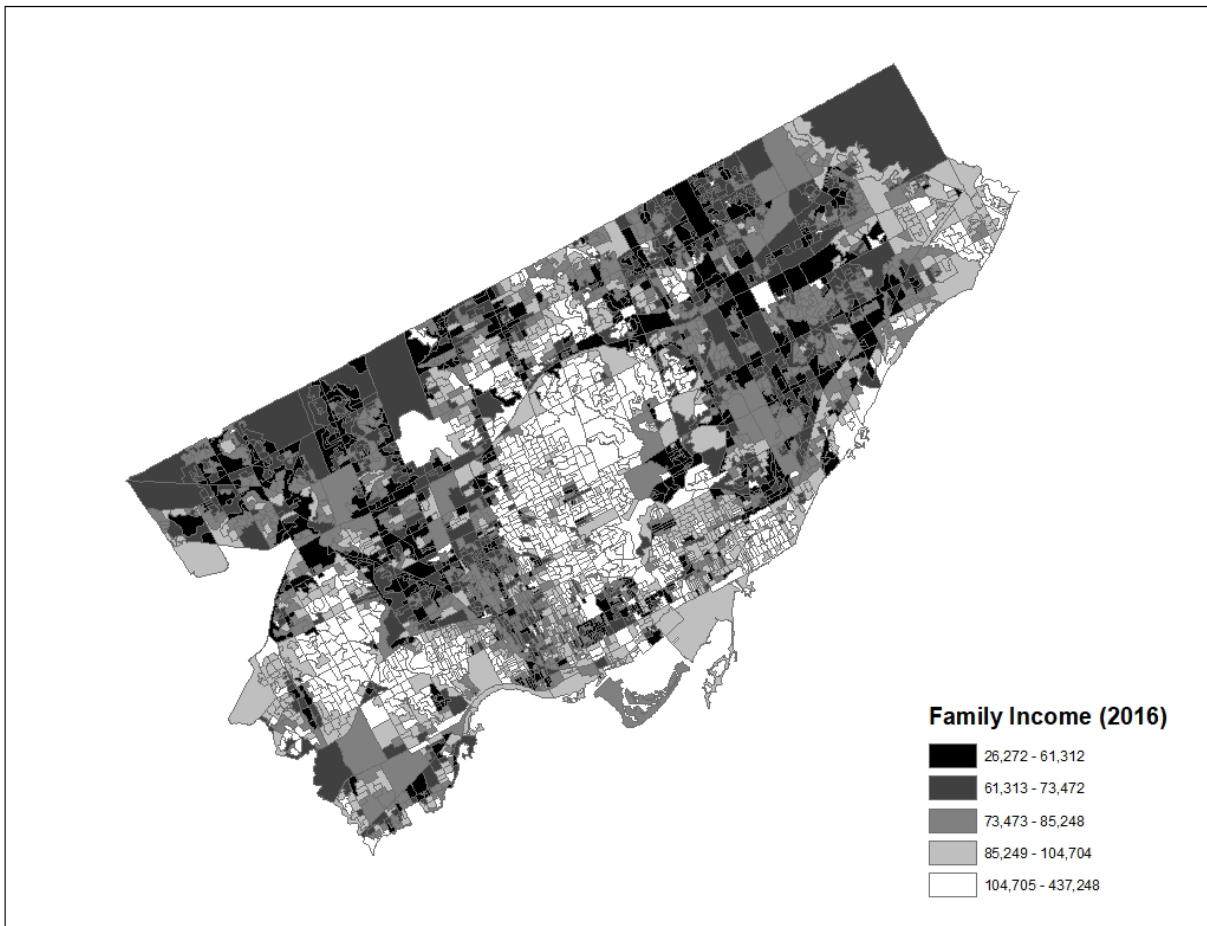 Family Income (2016)
26,272 - 61,312
61,313 - 73,472
73,473 - 85,248
85,249 - 104,704
104,705 - 437,248